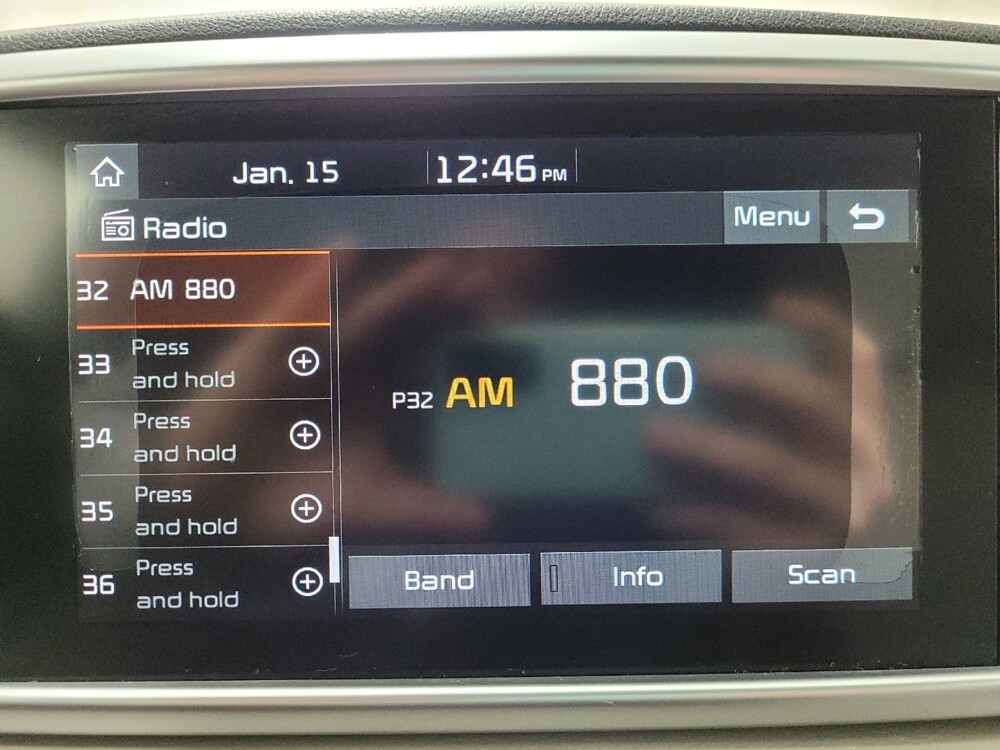 Jan. 15
12:46 PM
Radio
Menu
32 AM 880
33 Press
and hold
34 Press
and hold
35 Press
and hold
36 Press
and hold
P32 AM 880
Band
Info
Scan